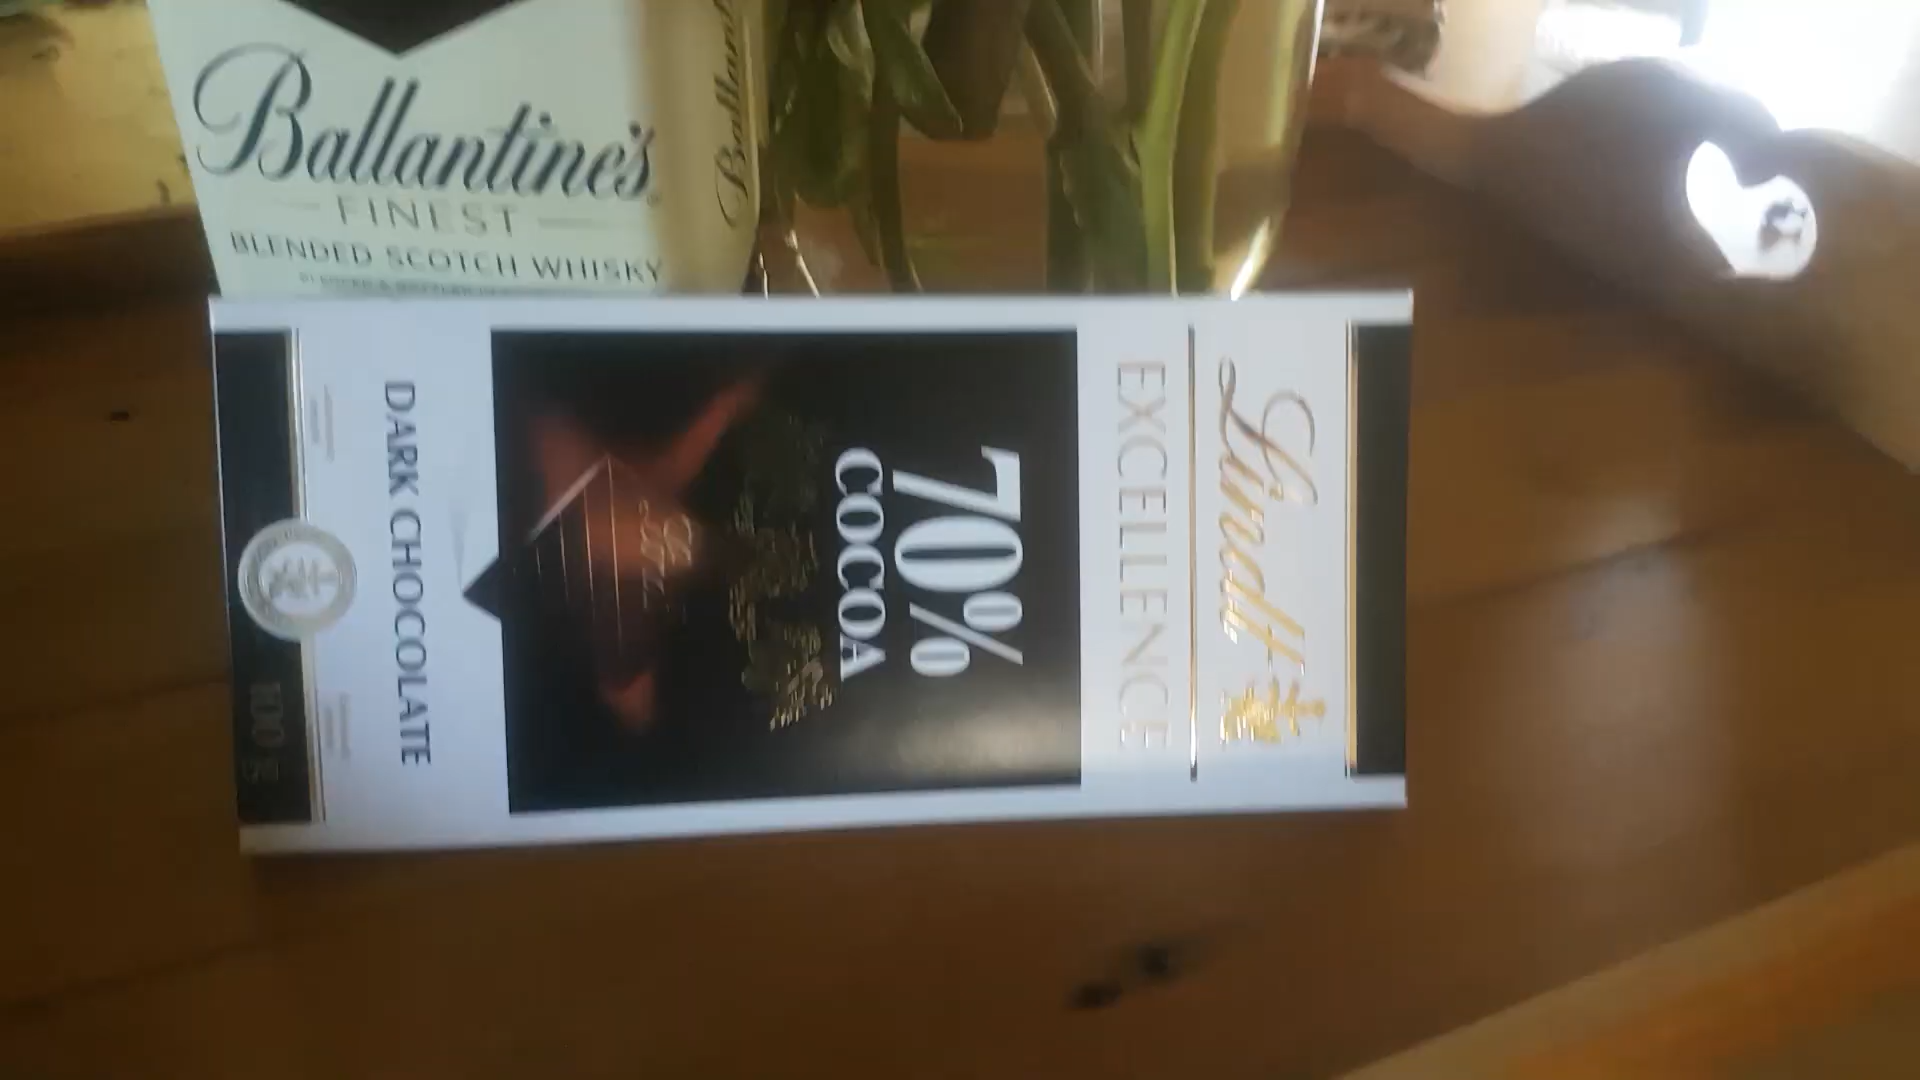 Ballantine's
FINEST
BLENDED SCOTCH WHISKY
Lindt
EXCELLENCE
70%
COCOA
DARK CHOCOLATE
100 g